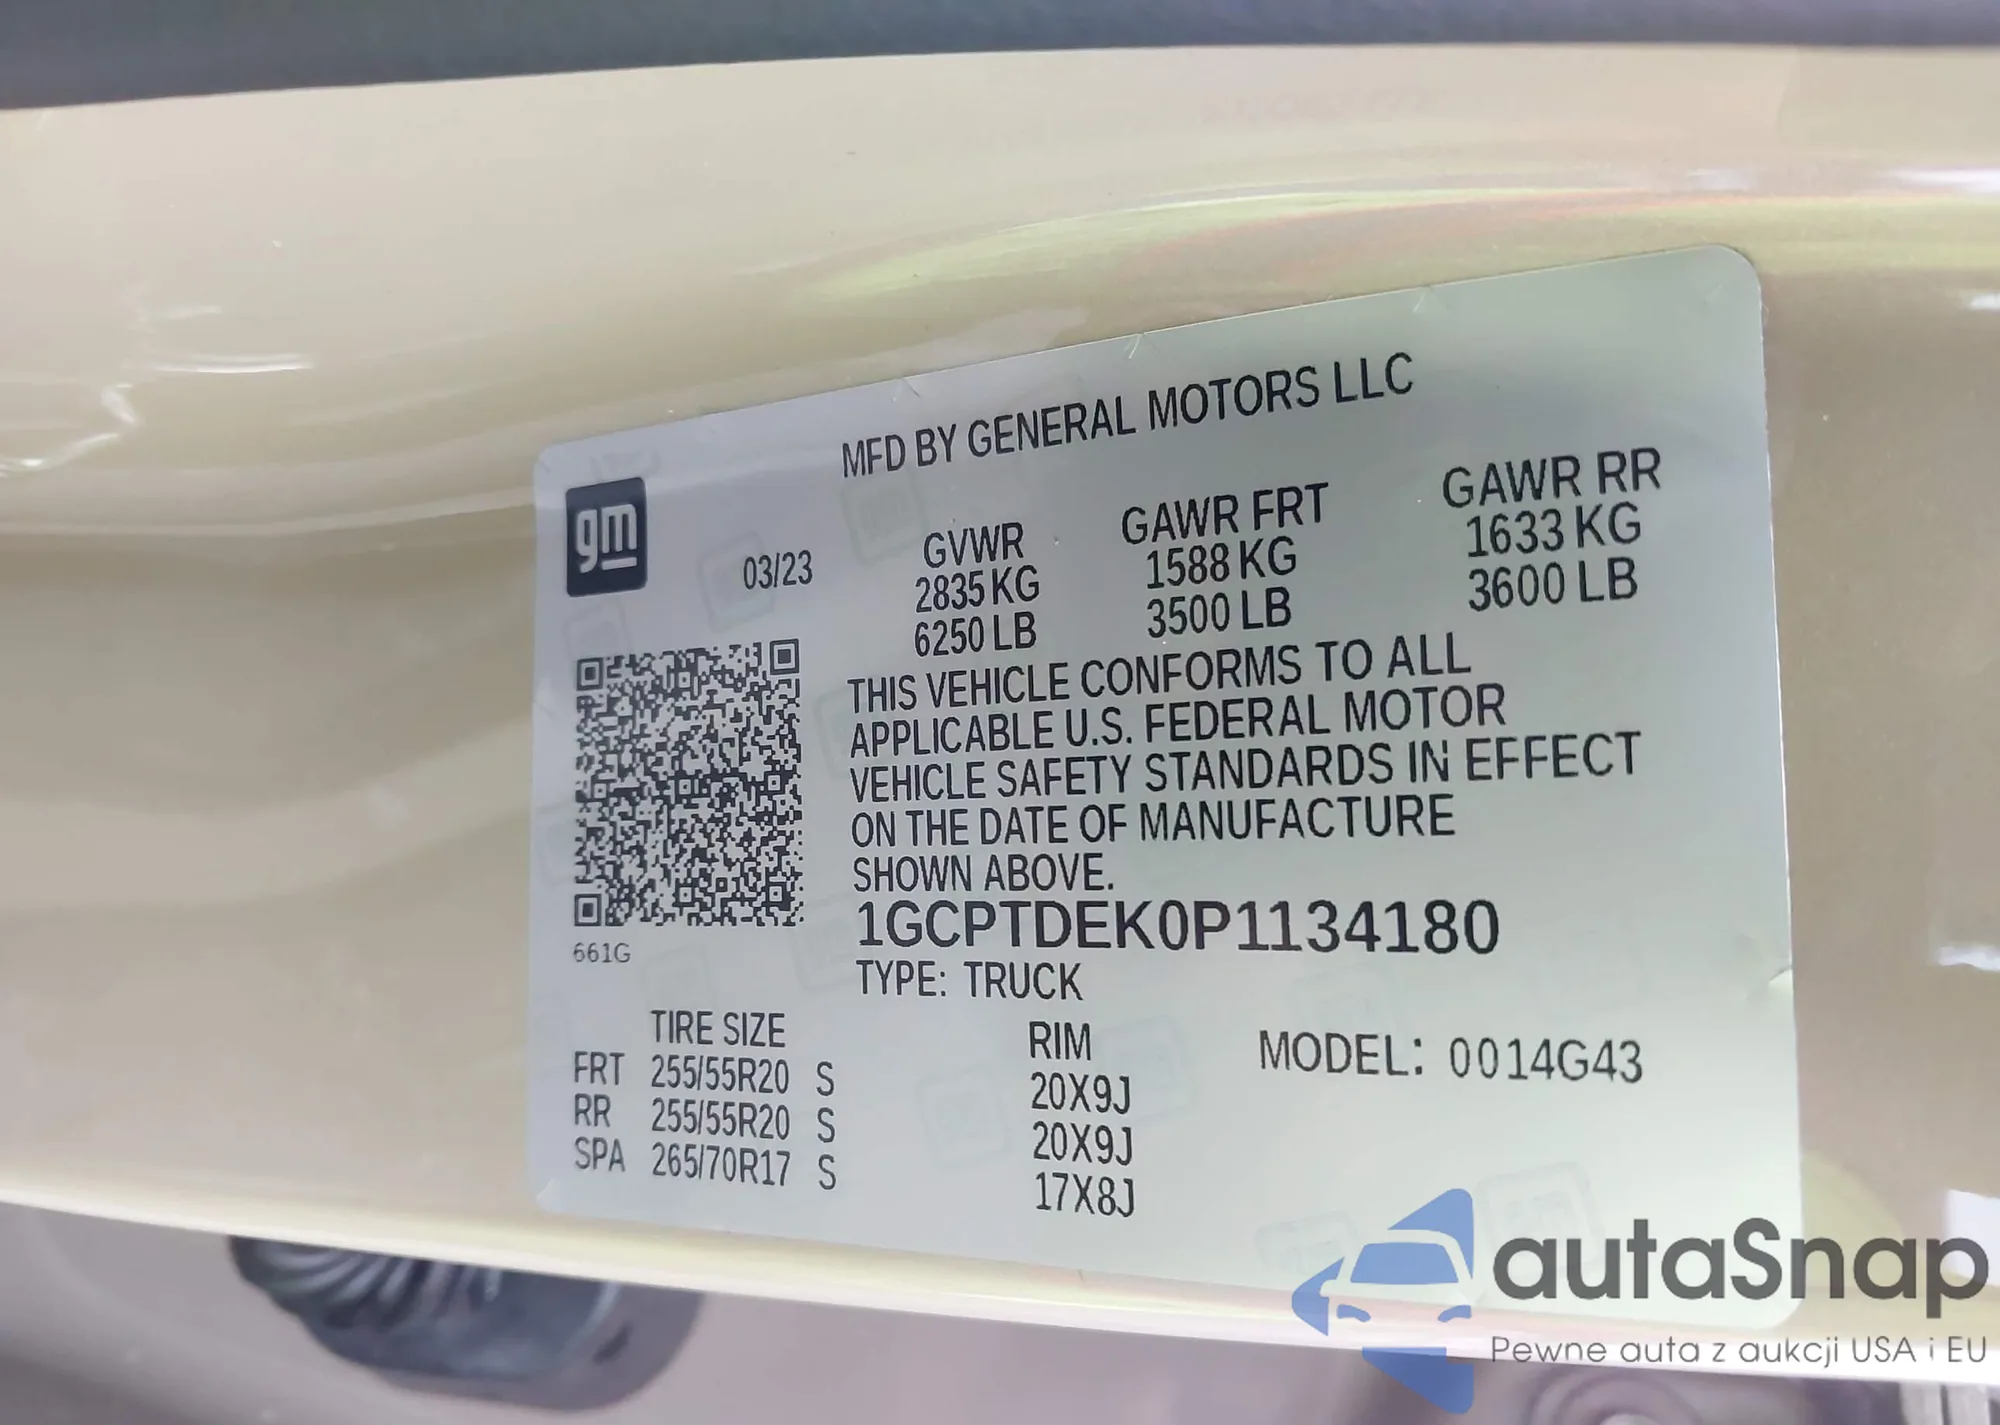 MFD BY GENERAL MOTORS LLC
gm
03/23
GVWR
2835 KG
6250 LB
GAWR FRT
1588 KG
3500 LB
GAWR RR
1633 KG
3600 LB
THIS VEHICLE CONFORMS TO ALL
APPLICABLE U.S. FEDERAL MOTOR
VEHICLE SAFETY STANDARDS IN EFFECT
ON THE DATE OF MANUFACTURE
SHOWN ABOVE.
1GCPTDEK0P1134180
661G
TYPE: TRUCK
TIRE SIZE
RIM
MODEL: 0014G43
FRT 255/55R20 S 20X9J
RR 255/55R20 S 20X9J
SPA 265/70R17 S 17X8J
autaSnap
Pewne auta z aukcji USA i EU